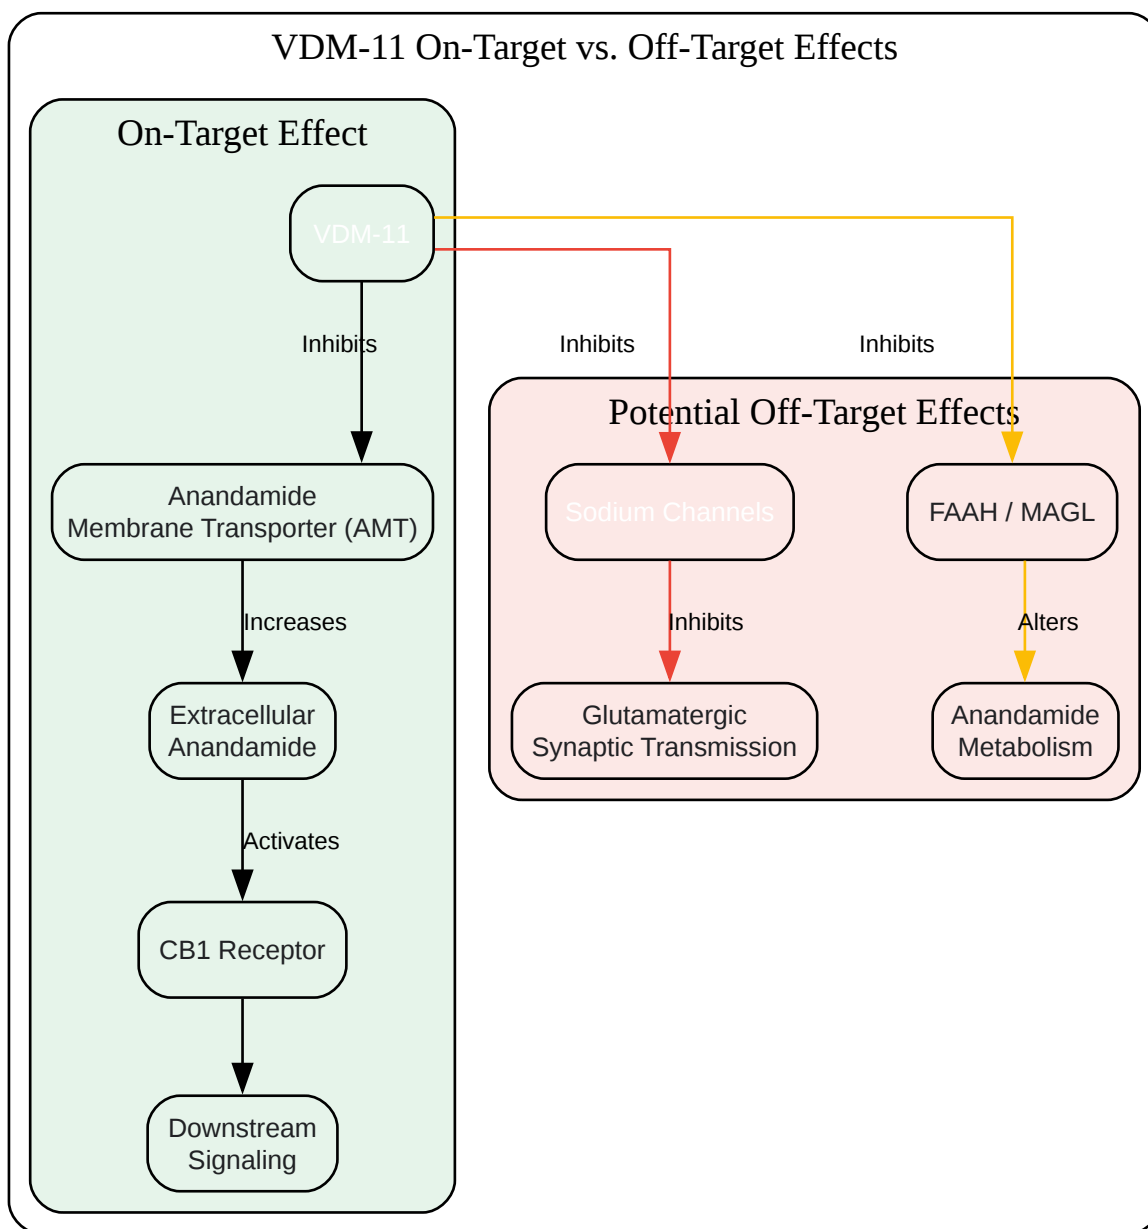 VDM-11 On-Target vs. Off-Target Effects
On-Target Effect
VDM-11
Inhibits
Inhibits
Inhibits
Potential Off-Target Effects
Anandamide
Membrane Transporter (AMT)
Sodium Channels
FAAH / MAGL
Increases
Inhibits
Alters
Extracellular
Anandamide
Glutamatergic
Synaptic Transmission
Anandamide
Metabolism
Activates
CB1 Receptor
Downstream
Signaling